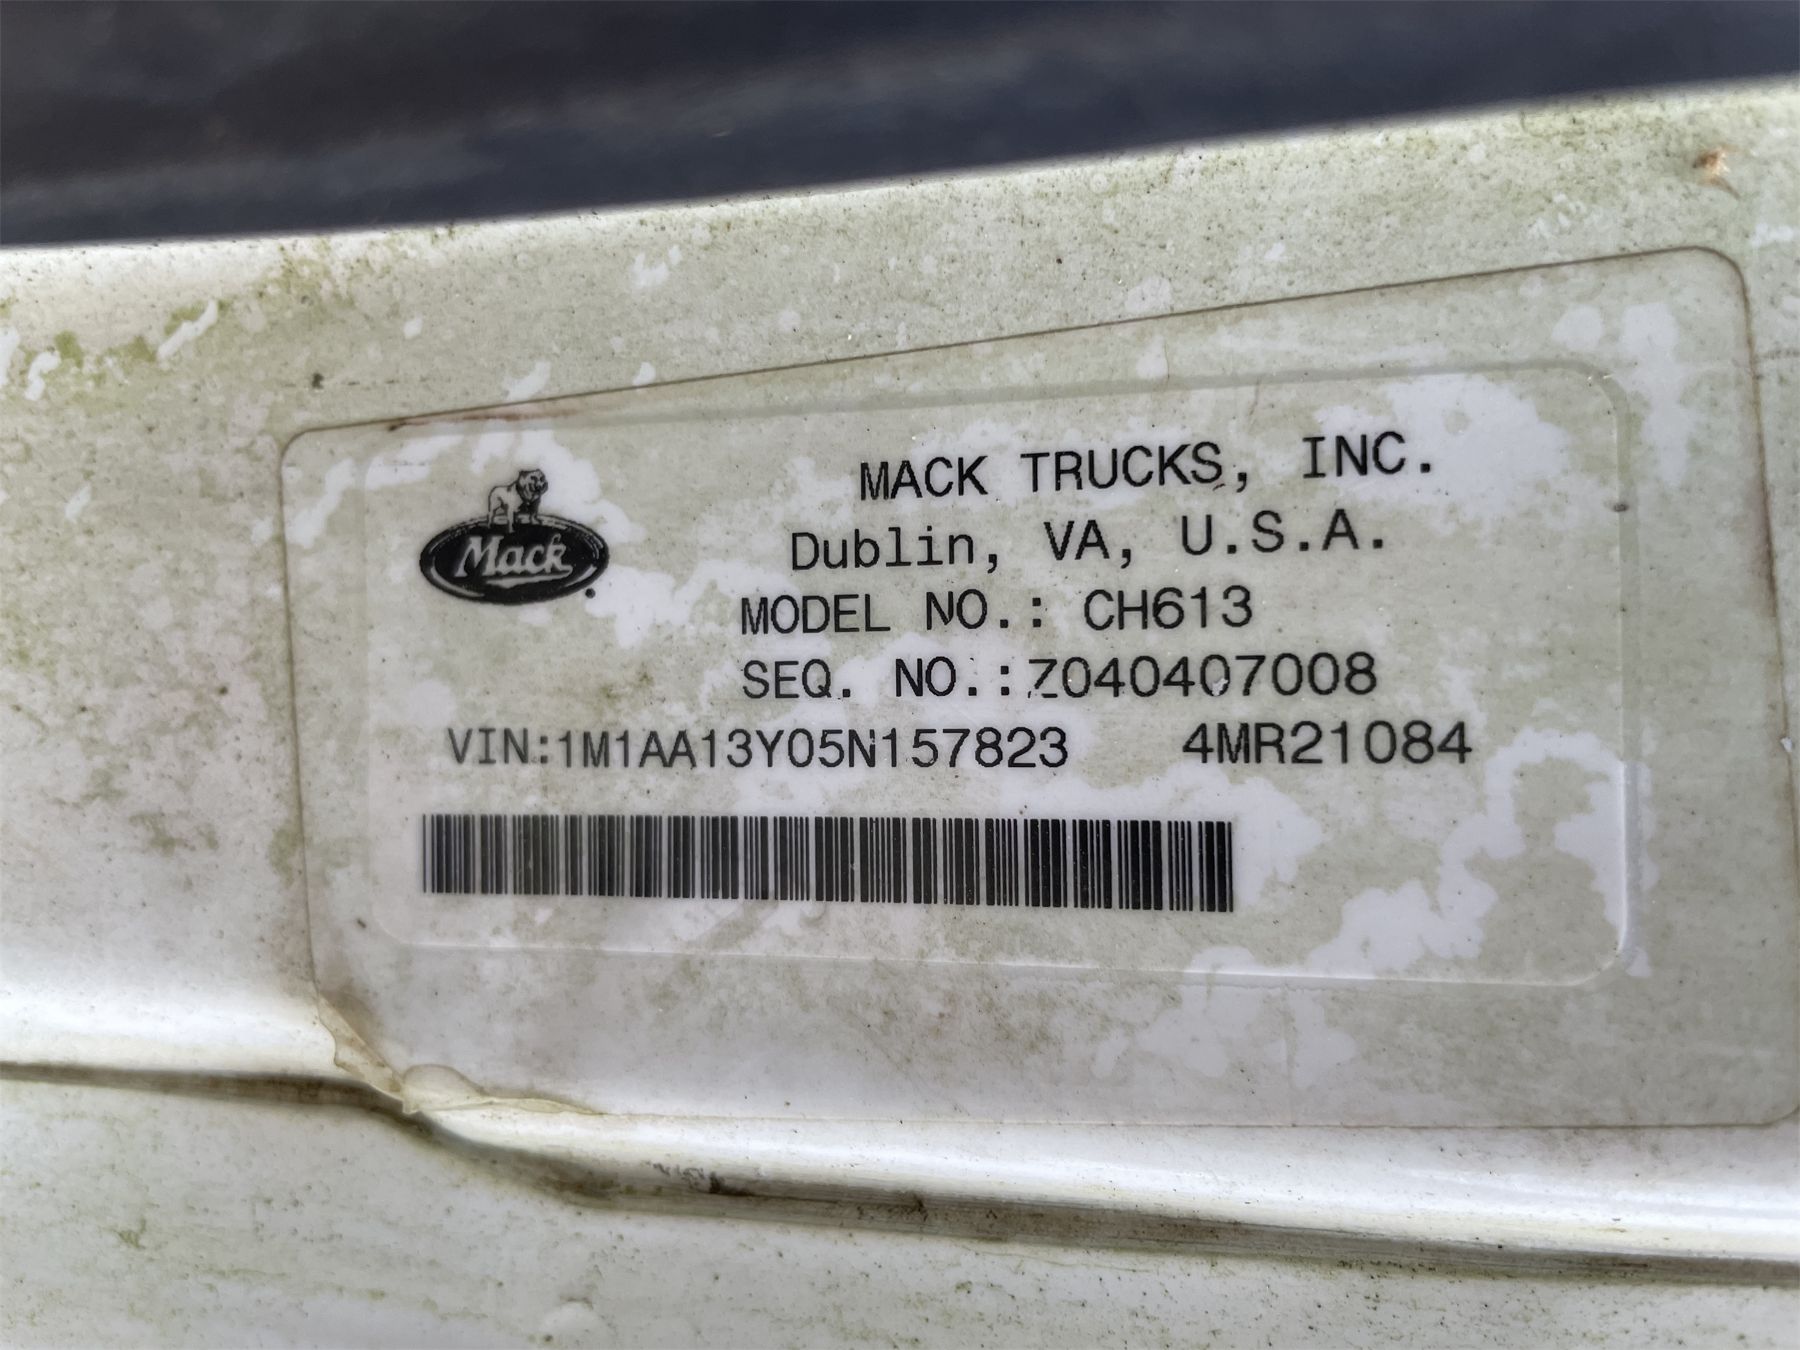 MACK TRUCKS, INC.
Mack
Dublin, VA, U.S.A.
MODEL NO.: CH613
SEQ. NO.:Z040407008
VIN:1M1AA13Y05N157823 4MR21084